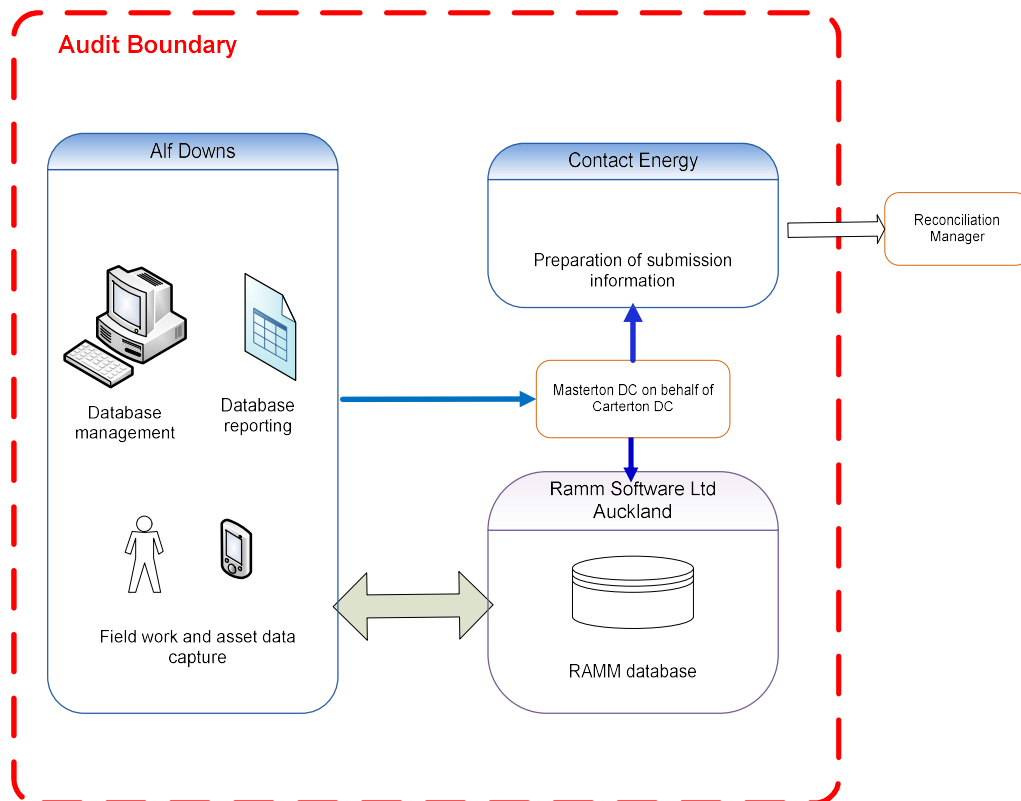 Audit Boundary
Alf Downs
Database
management
Database
reporting
Field work and asset data
capture
Contact Energy
Preparation of submission
information
Reconciliation
Manager
Masterton DC on behalf of
Carterton DC
Ramm Software Ltd
Auckland
RAMM database